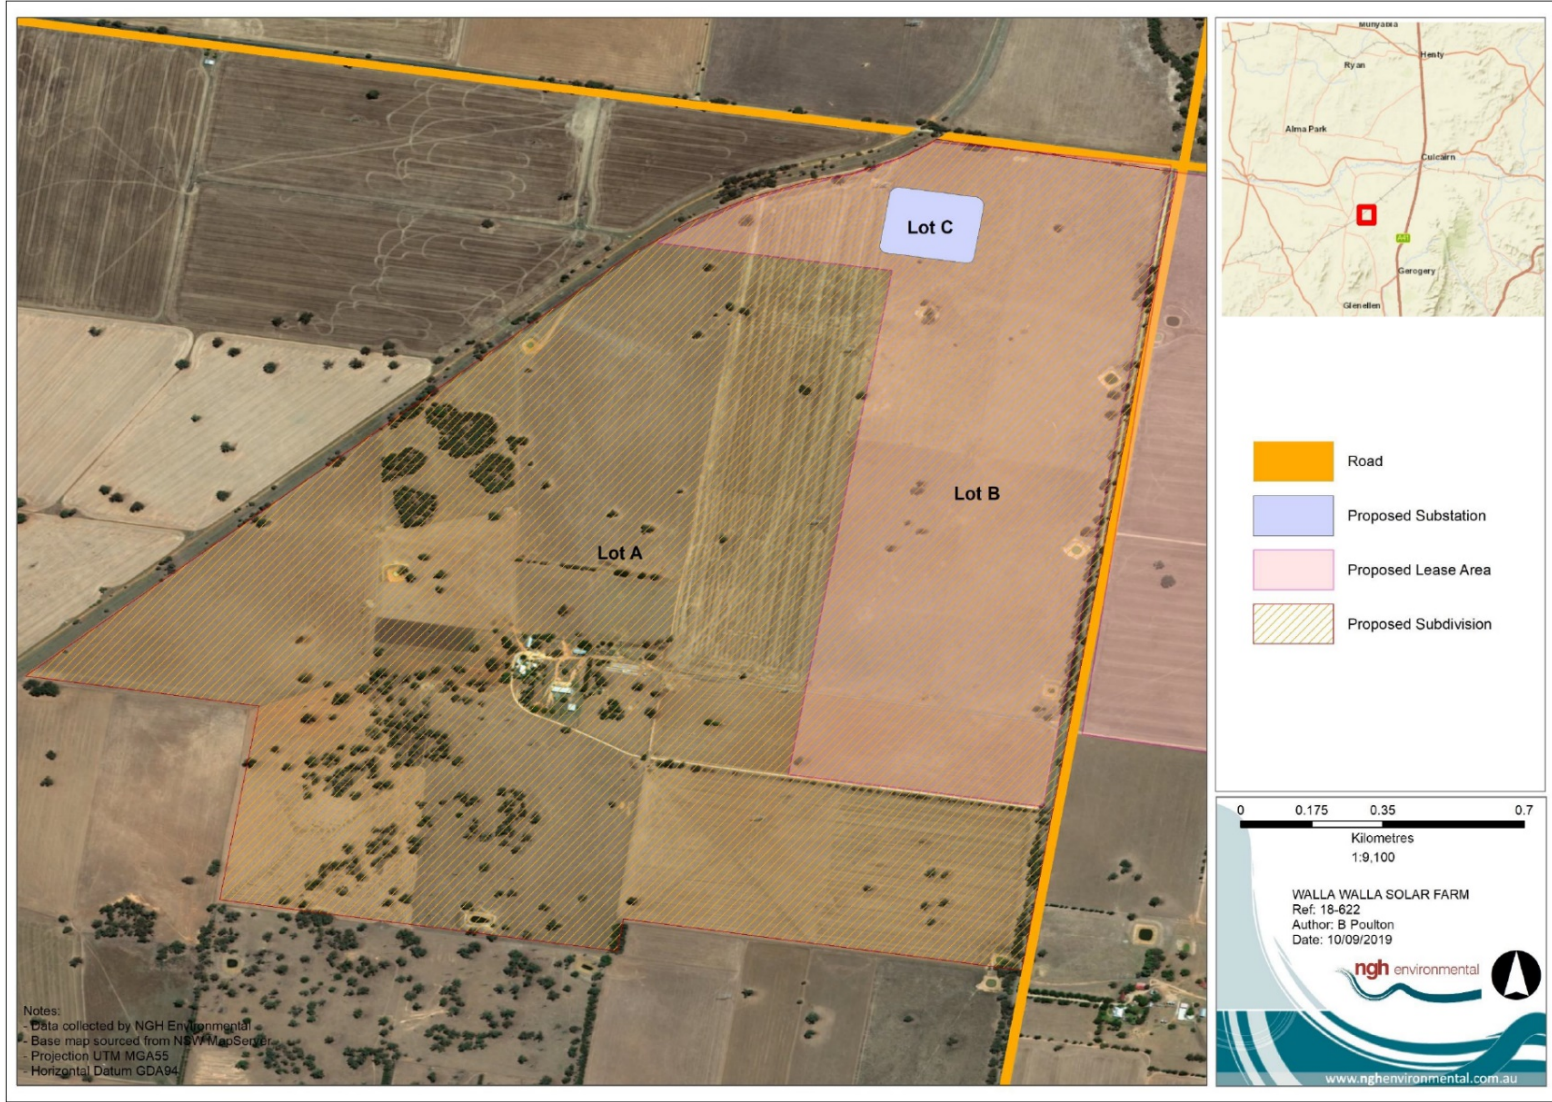 Lot C
Lot B
Lot A
Notes:
- Data collected by NGH Environmental
- Base map sourced from NSW MapServer
- Projection UTM MGA55
- Horizontal Datum GDA94
Munyabla
Henty
Ryan
Alma Park
Culcairn
A41
Gerogery
Glenellen
Road
Proposed Substation
Proposed Lease Area
Proposed Subdivision
0 0.175 0.35 0.7
Kilometres
1:9,100
WALLA WALLA SOLAR FARM
Ref: 18-622
Author: B Poulton
Date: 10/09/2019
ngh environmental
www.nghenvironmental.com.au